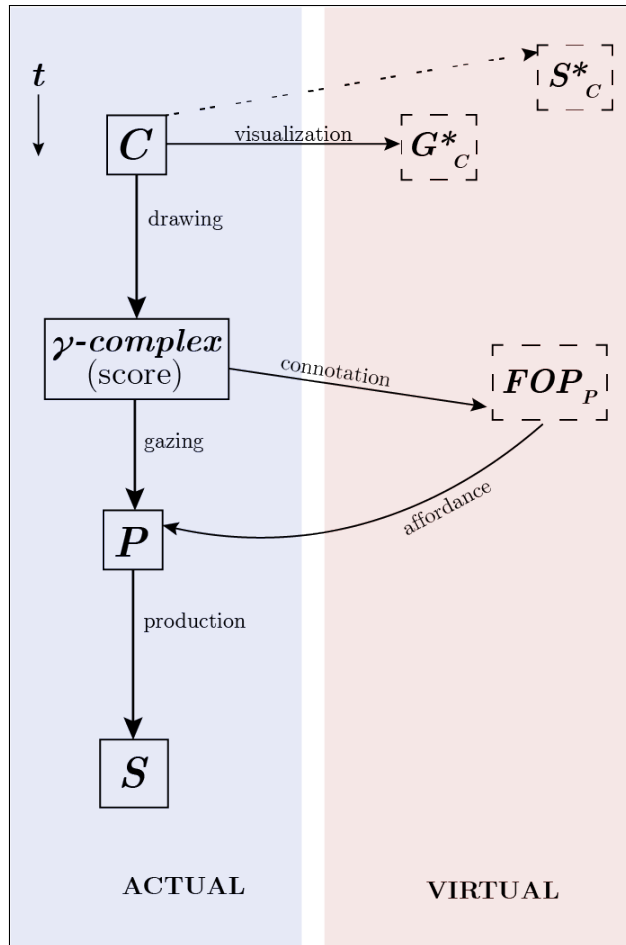 t
S*C
C
visualization
G*C
drawing
γ-complex
(score)
connotation
FOPP
gazing
affordance
P
production
S
ACTUAL
VIRTUAL